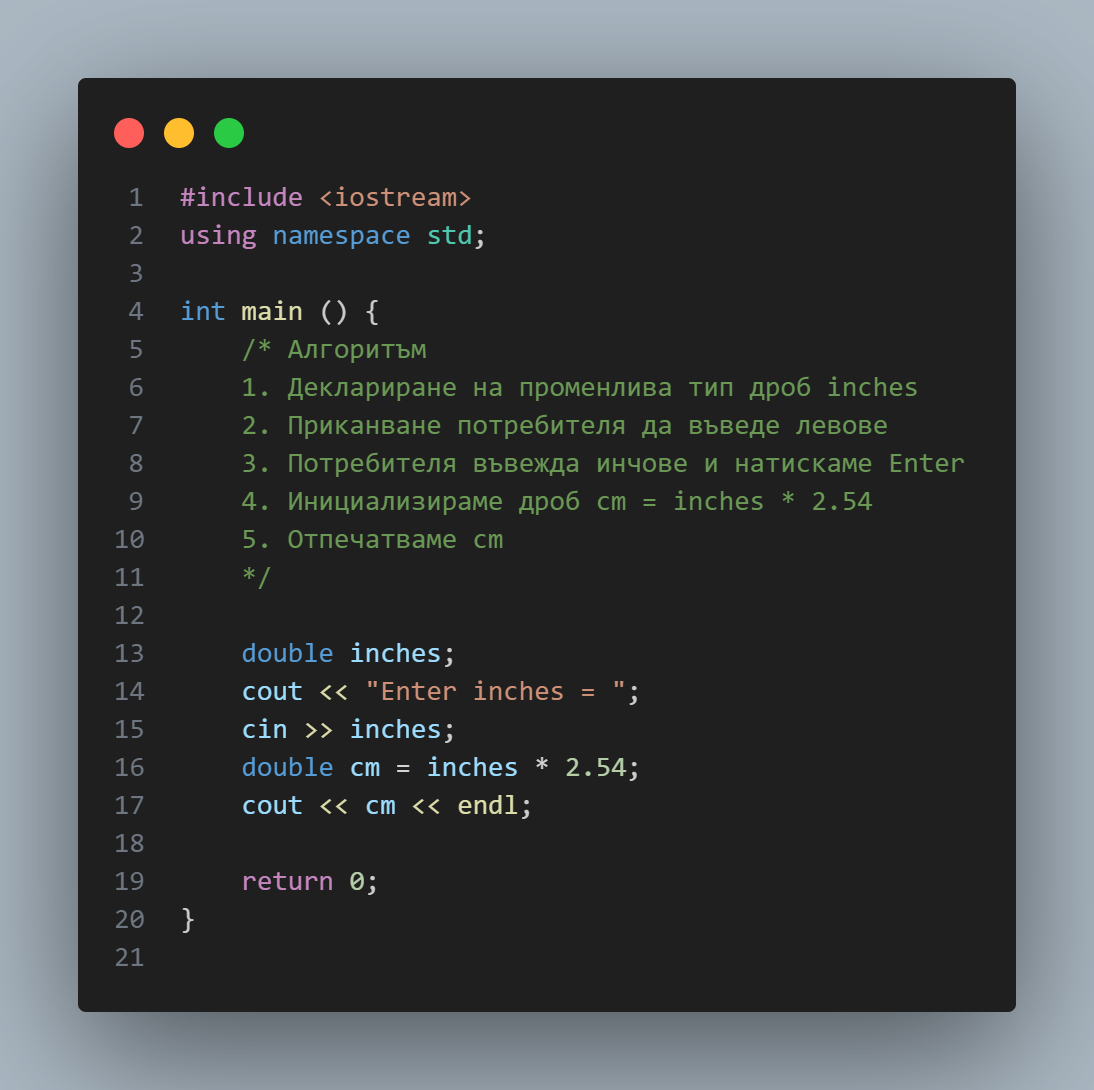 1 #include <iostream>
2 using namespace std;
3
4 int main () {
5     /* Алгоритъм
6     1. Деклариране на променлива тип дроб inches
7     2. Приканване потребителя да въведе левове
8     3. Потребителя въвежда инчове и натискаме Enter
9     4. Инициализираме дроб cm = inches * 2.54
10     5. Отпечатваме cm
11     */
12
13     double inches;
14     cout << "Enter inches = ";
15     cin >> inches;
16     double cm = inches * 2.54;
17     cout << cm << endl;
18
19     return 0;
20 }
21